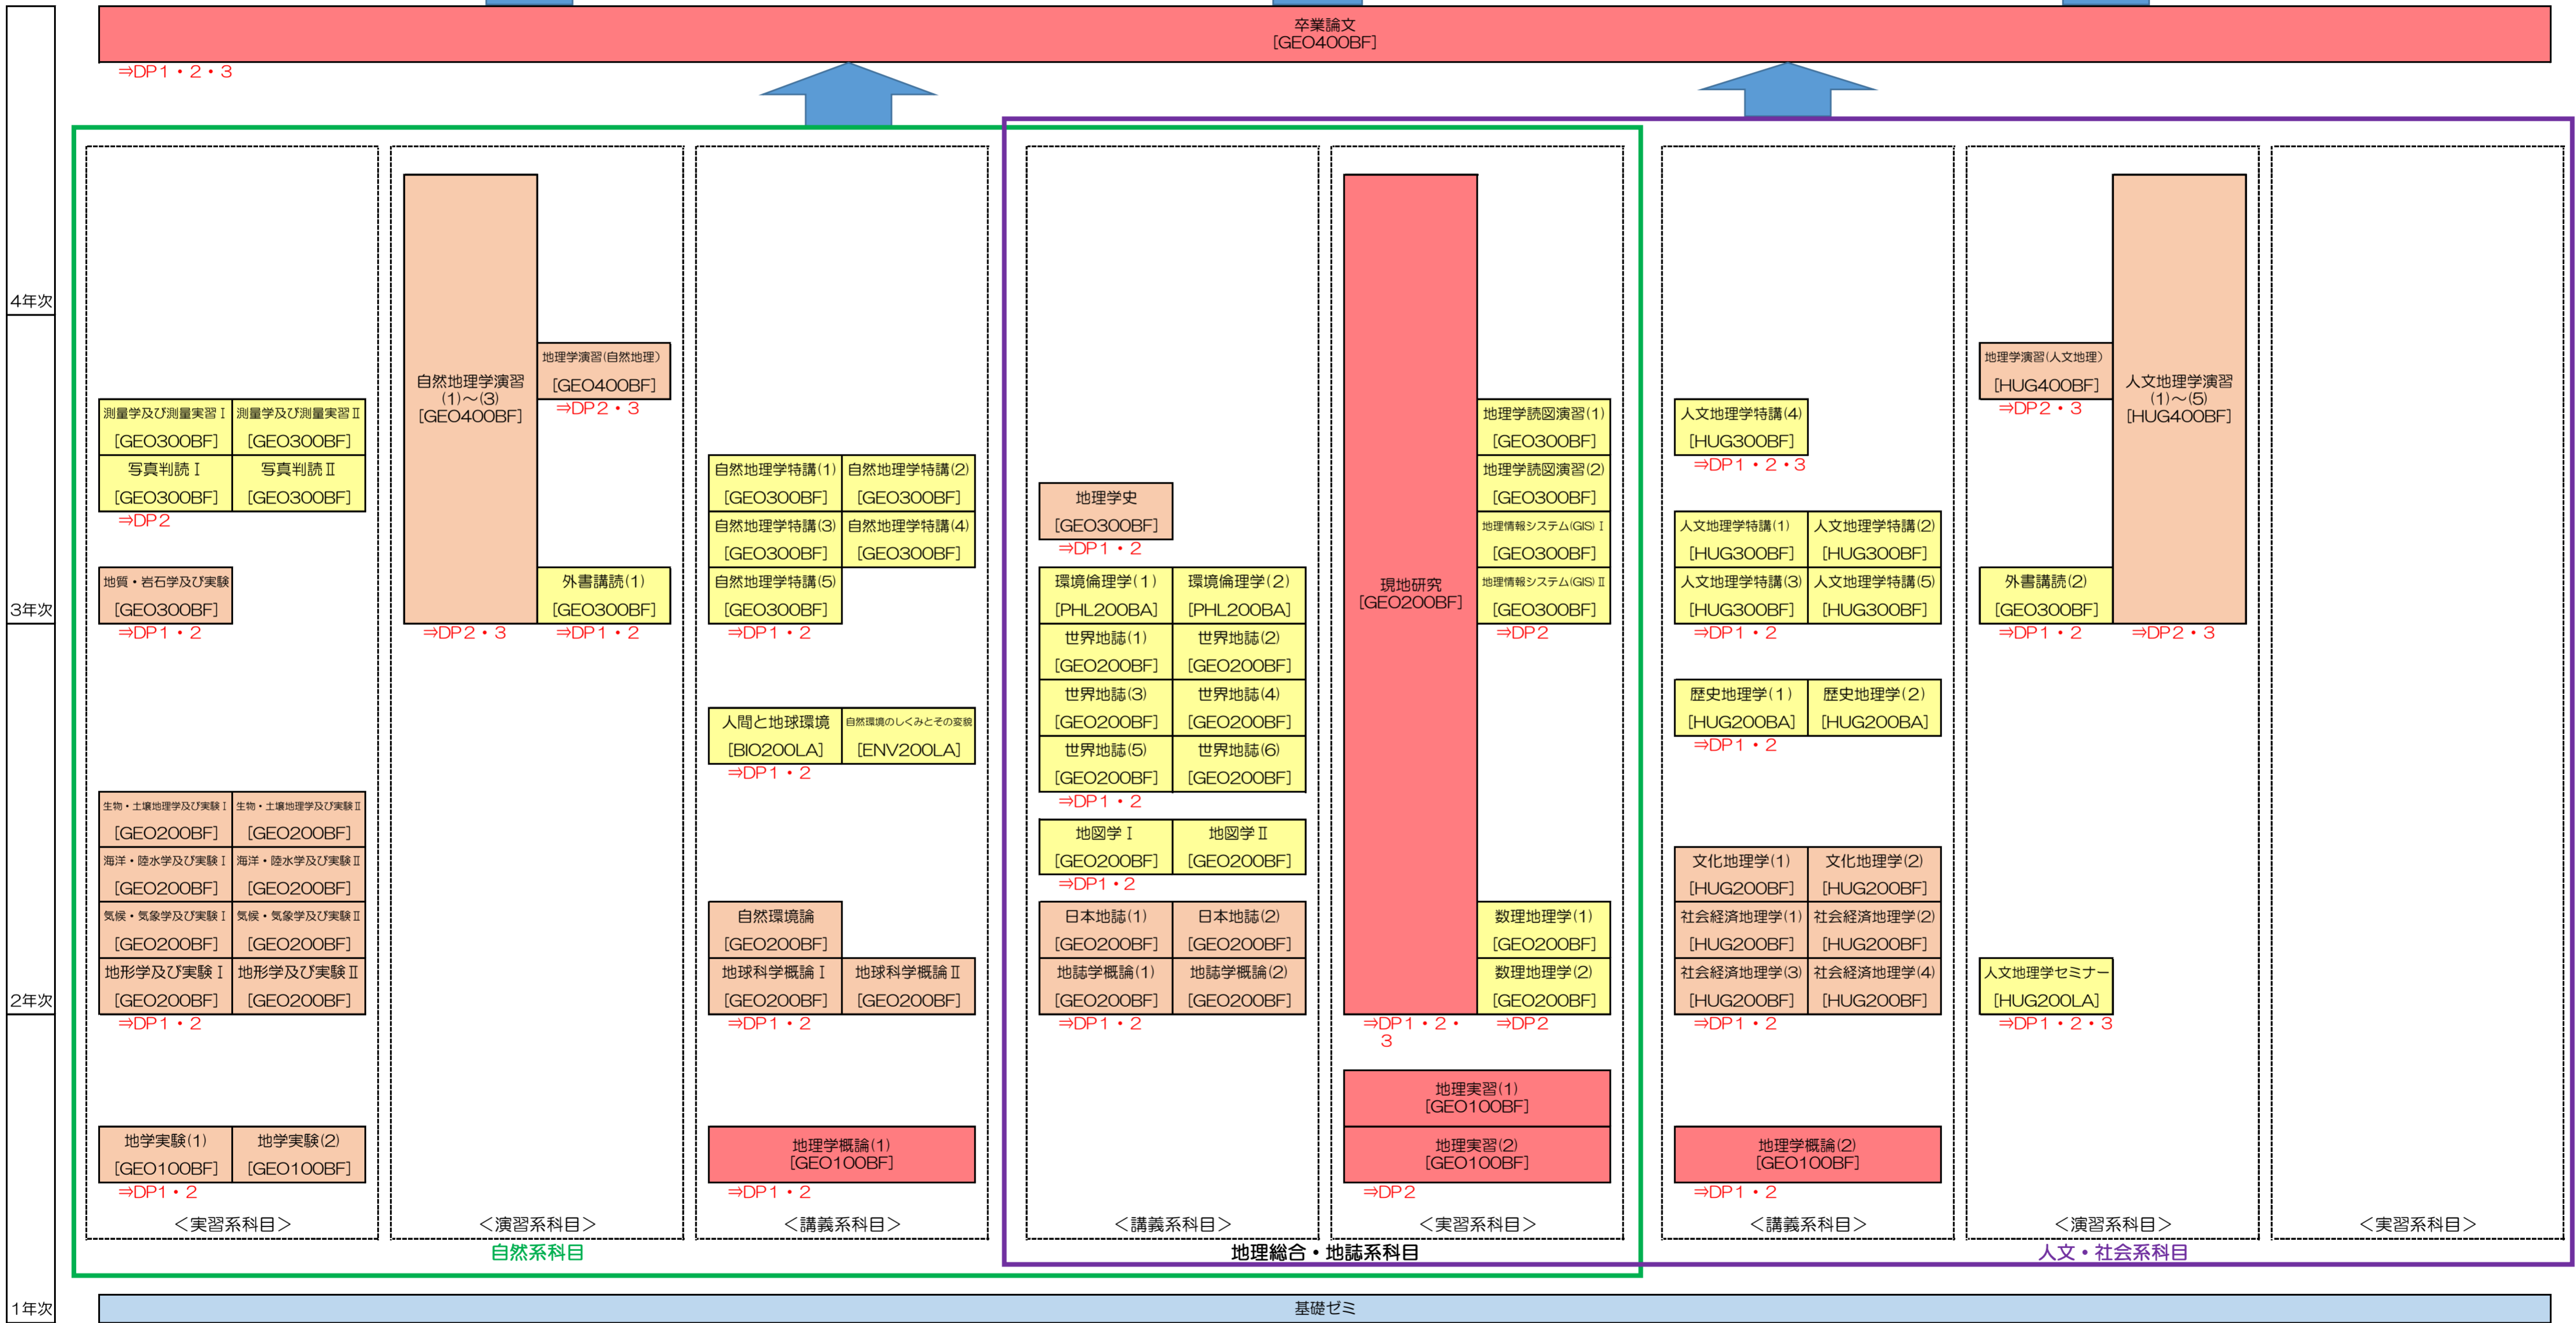 卒業論文
[GEO400BF]
⇒DP1・2・3
4年次
3年次
2年次
1年次
測量学及び測量実習Ⅰ
[GEO300BF]
測量学及び測量実習Ⅱ
[GEO300BF]
写真判読Ⅰ
[GEO300BF]
写真判読Ⅱ
[GEO300BF]
⇒DP2
地質・岩石学及び実験
[GEO300BF]
⇒DP1・2
生物・土壌地理学及び実験Ⅰ
[GEO200BF]
生物・土壌地理学及び実験Ⅱ
[GEO200BF]
海洋・陸水学及び実験Ⅰ
[GEO200BF]
海洋・陸水学及び実験Ⅱ
[GEO200BF]
気候・気象学及び実験Ⅰ
[GEO200BF]
気候・気象学及び実験Ⅱ
[GEO200BF]
地形学及び実験Ⅰ
[GEO200BF]
地形学及び実験Ⅱ
[GEO200BF]
⇒DP1・2
地学実験(1)
[GEO100BF]
地学実験(2)
[GEO100BF]
⇒DP1・2
＜実習系科目＞
自然地理学演習
(1)～(3)
[GEO400BF]
⇒DP2・3
地理学演習(自然地理)
[GEO400BF]
⇒DP2・3
外書講読(1)
[GEO300BF]
⇒DP1・2
＜演習系科目＞
自然地理学特講(1)
[GEO300BF]
自然地理学特講(2)
[GEO300BF]
自然地理学特講(3)
[GEO300BF]
自然地理学特講(4)
[GEO300BF]
自然地理学特講(5)
[GEO300BF]
⇒DP1・2
人間と地球環境
[BIO200LA]
自然環境のしくみとその変貌
[ENV200LA]
⇒DP1・2
自然環境論
[GEO200BF]
地球科学概論Ⅰ
[GEO200BF]
地球科学概論Ⅱ
[GEO200BF]
⇒DP1・2
地理学概論(1)
[GEO100BF]
⇒DP1・2
＜講義系科目＞
自然系科目
地理学史
[GEO300BF]
⇒DP1・2
環境倫理学(1)
[PHL200BA]
環境倫理学(2)
[PHL200BA]
世界地誌(1)
[GEO200BF]
世界地誌(2)
[GEO200BF]
世界地誌(3)
[GEO200BF]
世界地誌(4)
[GEO200BF]
世界地誌(5)
[GEO200BF]
世界地誌(6)
[GEO200BF]
⇒DP1・2
地図学Ⅰ
[GEO200BF]
地図学Ⅱ
[GEO200BF]
⇒DP1・2
日本地誌(1)
[GEO200BF]
日本地誌(2)
[GEO200BF]
地誌学概論(1)
[GEO200BF]
地誌学概論(2)
[GEO200BF]
⇒DP1・2
＜講義系科目＞
現地研究
[GEO200BF]
⇒DP1・2・
3
地理学読図演習(1)
[GEO300BF]
地理学読図演習(2)
[GEO300BF]
地理情報システム(GIS)Ⅰ
[GEO300BF]
地理情報システム(GIS)Ⅱ
[GEO300BF]
⇒DP2
数理地理学(1)
[GEO200BF]
数理地理学(2)
[GEO200BF]
⇒DP2
地理実習(1)
[GEO100BF]
地理実習(2)
[GEO100BF]
⇒DP2
＜実習系科目＞
地理総合・地誌系科目
人文地理学特講(4)
[HUG300BF]
⇒DP1・2・3
人文地理学特講(1)
[HUG300BF]
人文地理学特講(2)
[HUG300BF]
人文地理学特講(3)
[HUG300BF]
人文地理学特講(5)
[HUG300BF]
⇒DP1・2
歴史地理学(1)
[HUG200BA]
歴史地理学(2)
[HUG200BA]
⇒DP1・2
文化地理学(1)
[HUG200BF]
文化地理学(2)
[HUG200BF]
社会経済地理学(1)
[HUG200BF]
社会経済地理学(2)
[HUG200BF]
社会経済地理学(3)
[HUG200BF]
社会経済地理学(4)
[HUG200BF]
⇒DP1・2
地理学概論(2)
[GEO100BF]
⇒DP1・2
＜講義系科目＞
地理学演習(人文地理)
[HUG400BF]
⇒DP2・3
人文地理学演習
(1)～(5)
[HUG400BF]
⇒DP2・3
外書講読(2)
[GEO300BF]
⇒DP1・2
人文地理学セミナー
[HUG200LA]
⇒DP1・2・3
＜演習系科目＞
＜実習系科目＞
人文・社会系科目
基礎ゼミ